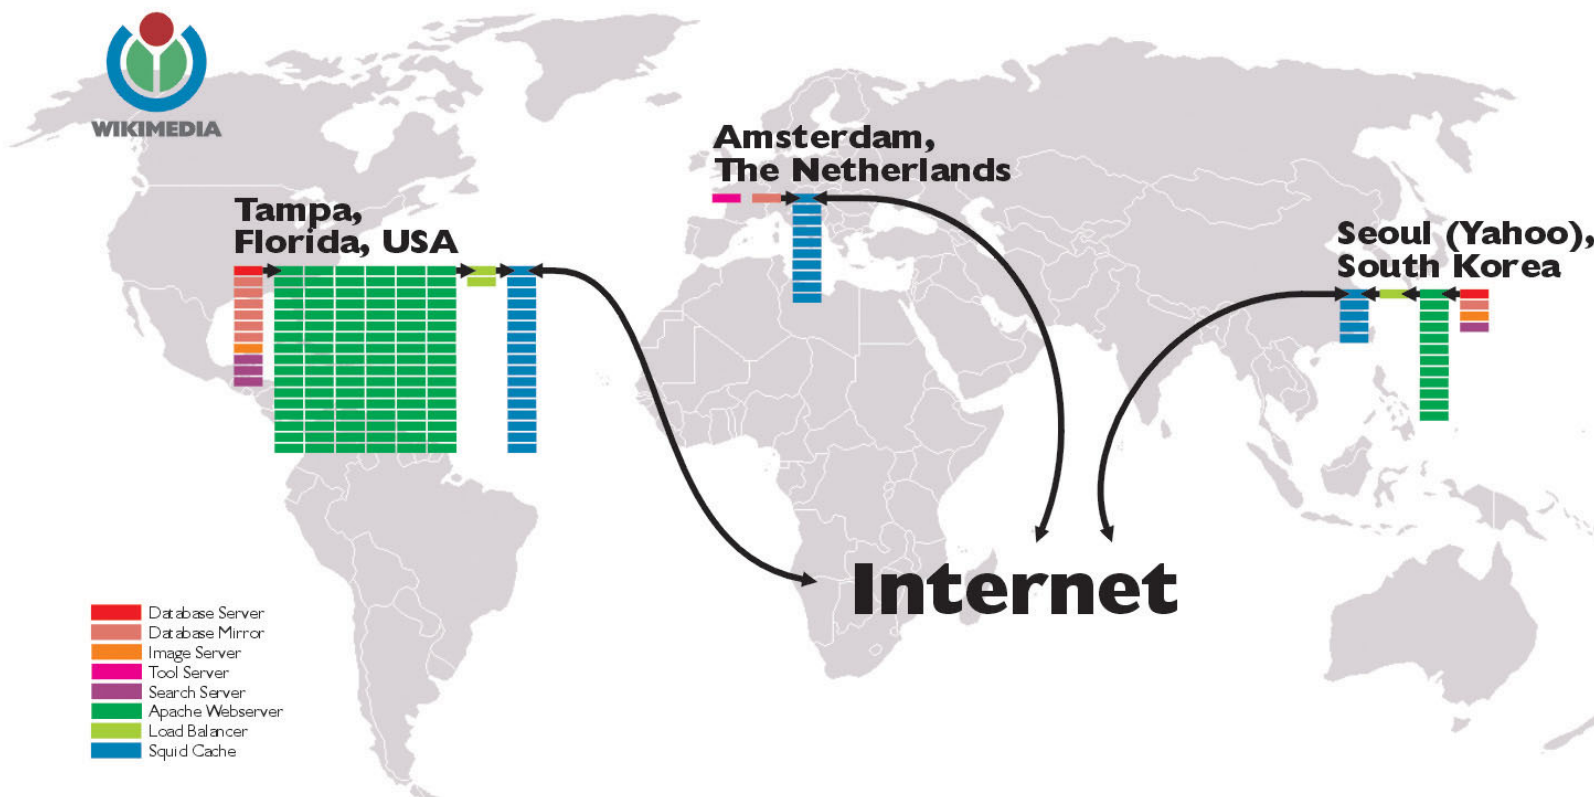 WIKIMEDIA
Amsterdam,
The Netherlands
Tampa,
Florida, USA
Seoul (Yahoo),
South Korea
Internet
Database Server
Database Mirror
Image Server
Tool Server
Search Server
Apache Webserver
Load Balancer
Squid Cache